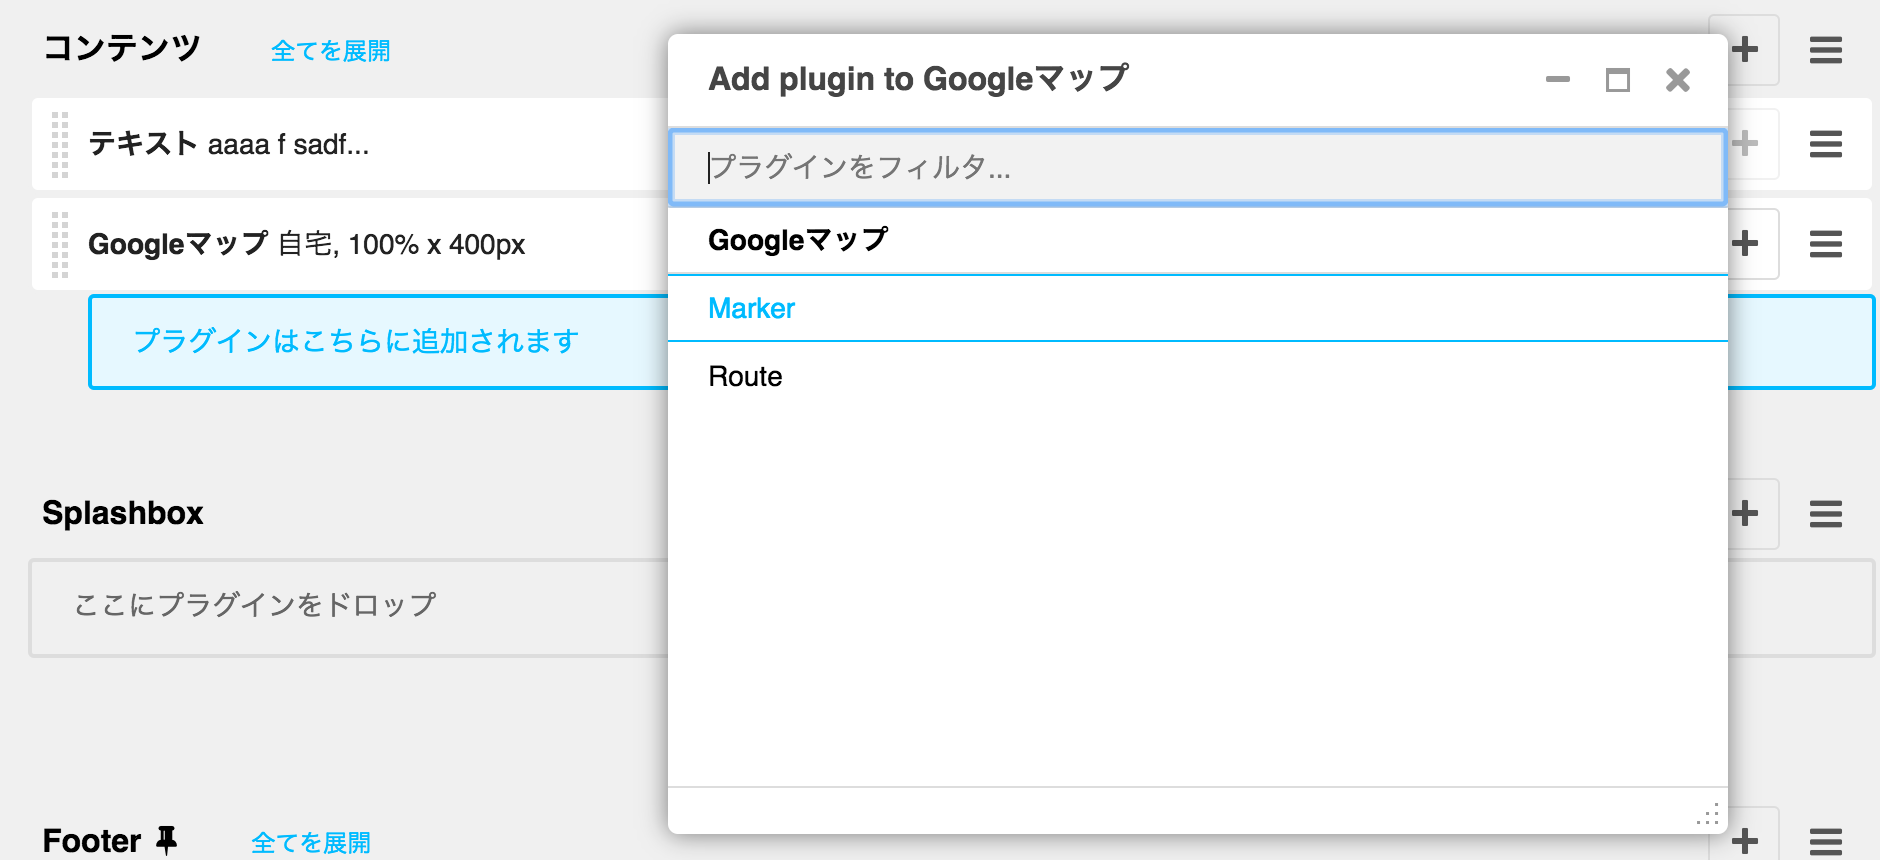 コンテンツ 全てを展開
テキスト aaaa f sadf...
Googleマップ 自宅, 100% x 400px
プラグインはこちらに追加されます
Splashbox
ここにプラグインをドロップ
Footer 全てを展開
Add plugin to Googleマップ
プラグインをフィルタ...
Googleマップ
Marker
Route